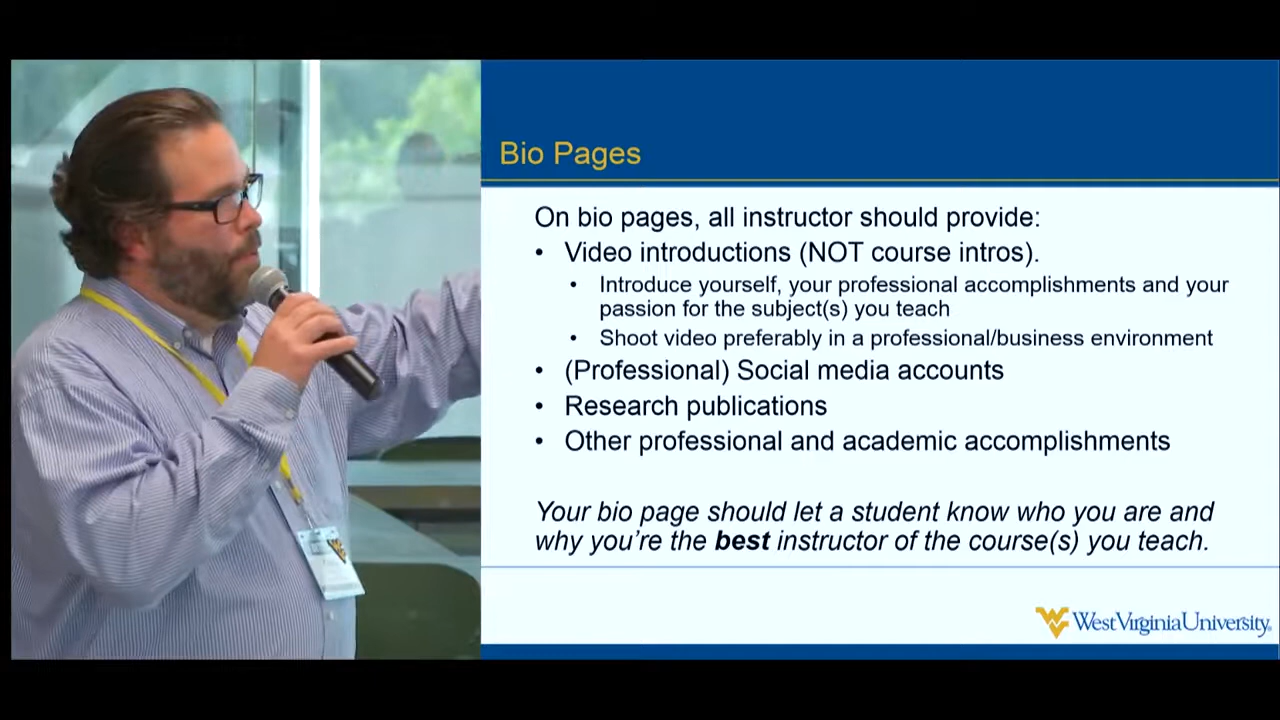 Bio Pages
On bio pages, all instructor should provide:
• Video introductions (NOT course intros).
• Introduce yourself, your professional accomplishments and your
passion for the subject(s) you teach
• Shoot video preferably in a professional/business environment
• (Professional) Social media accounts
• Research publications
• Other professional and academic accomplishments
Your bio page should let a student know who you are and
why you're the best instructor of the course(s) you teach.
WestVirginiaUniversity.